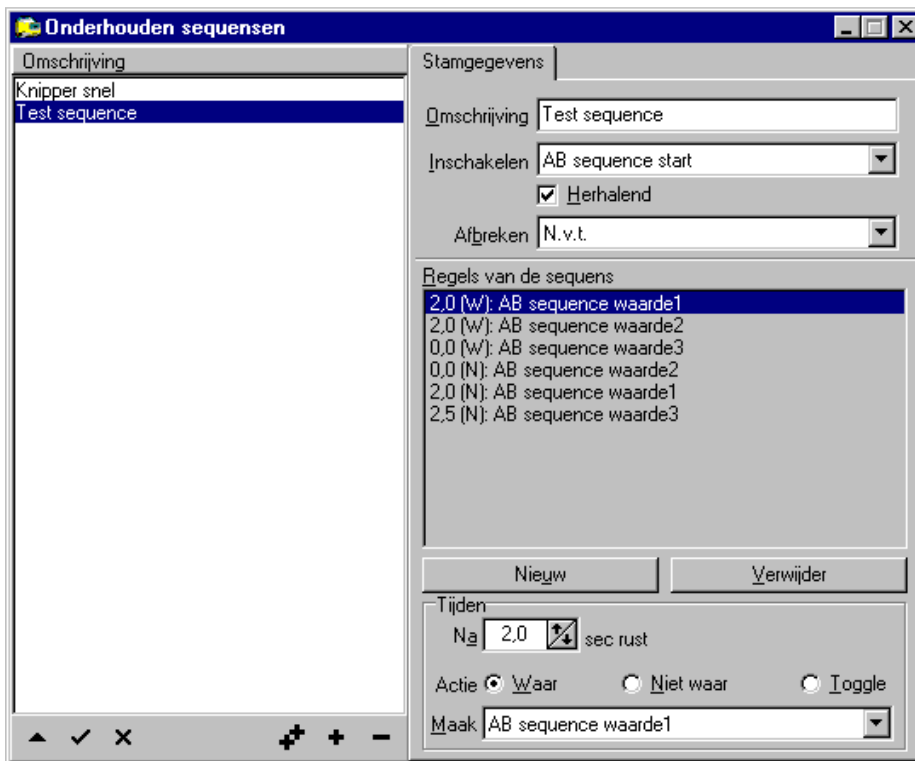 Onderhouden sequensen
Omschrijving
Knipper snel
Test sequence
Stamgegevens
Omschrijving Test sequence
Inschakelen AB sequence start
Herhalend
Afbreken N.v.t.
Regels van de sequens
2,0 (W): AB sequence waarde1
2,0 (W): AB sequence waarde2
0,0 (W): AB sequence waarde3
0,0 (N): AB sequence waarde2
2,0 (N): AB sequence waarde1
2,5 (N): AB sequence waarde3
Nieuw Verwijder
Tijden
Na 2,0 sec rust
Actie Waar Niet waar Toggle
Maak AB sequence waarde1